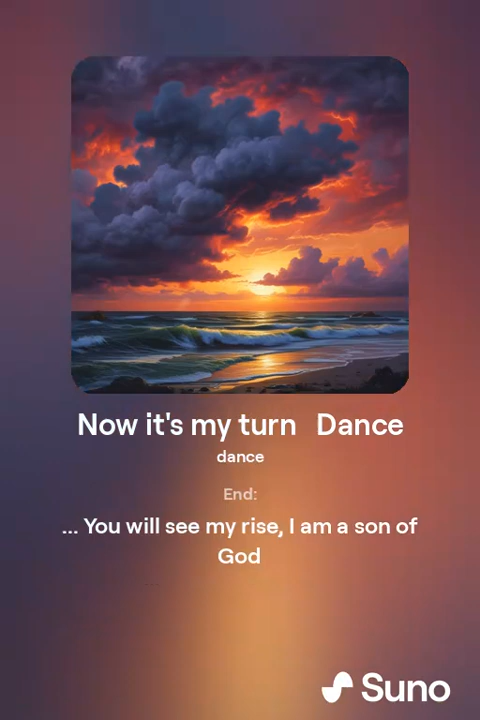 Now it's my turn   Dance
dance
End:
... You will see my rise, I am a son of
God
...
Suno